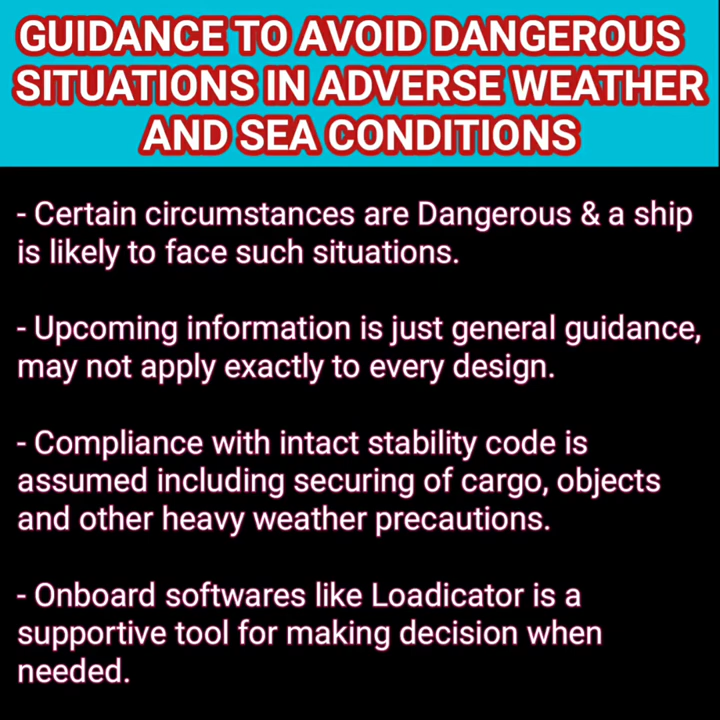 GUIDANCE TO AVOID DANGEROUS
SITUATIONS IN ADVERSE WEATHER
AND SEA CONDITIONS
- Certain circumstances are Dangerous & a ship
is likely to face such situations.
- Upcoming information is just general guidance,
may not apply exactly to every design.
- Compliance with intact stability code is
assumed including securing of cargo, objects
and other heavy weather precautions.
- Onboard softwares like Loadicator is a
supportive tool for making decision when
needed.